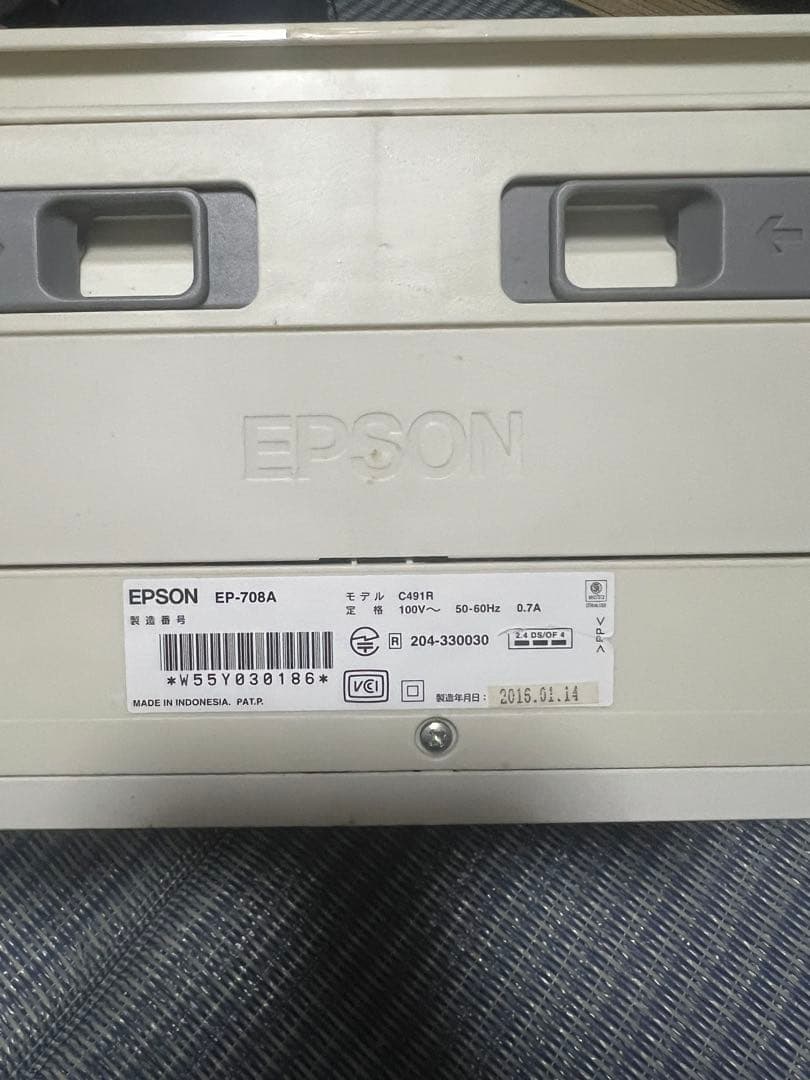 EPSON
EPSON EP-708A
製造番号
*W55Y030186*
MADE IN INDONESIA. PAT.P.
モデル C491R
定格 100V～ 50-60Hz 0.7A
R 204-330030
2.4 DS/OF 4
VCI
製造年月日: 2016.01.14
>PP<